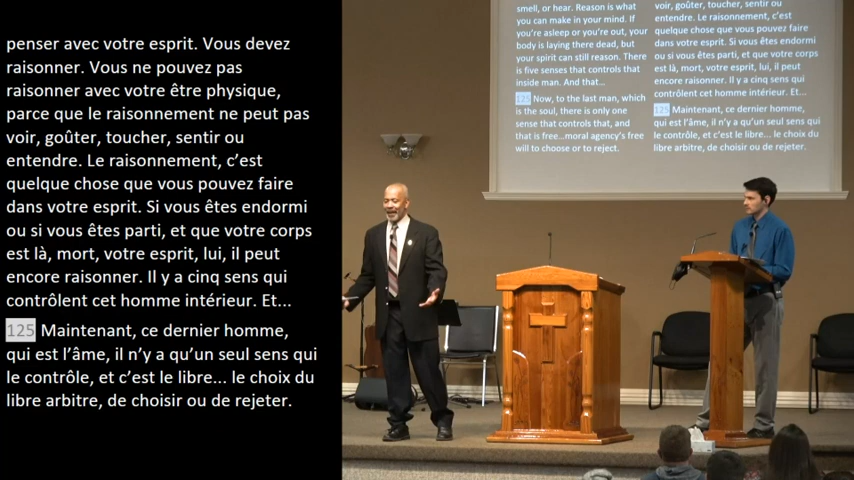 penser avec votre esprit. Vous devez
raisonner. Vous ne pouvez pas
raisonner avec votre être physique,
parce que le raisonnement ne peut pas
voir, goûter, toucher, sentir ou
entendre. Le raisonnement, c’est
quelque chose que vous pouvez faire
dans votre esprit. Si vous êtes endormi
ou si vous êtes parti, et que votre corps
est là, mort, votre esprit, lui, il peut
encore raisonner. Il y a cinq sens qui
contrôlent cet homme intérieur. Et...
125 Maintenant, ce dernier homme,
qui est l’âme, il n’y a qu’un seul sens qui
le contrôle, et c’est le libre... le choix du
libre arbitre, de choisir ou de rejeter.
smell, or hear. Reason is what
you can make in your mind. If
you’re asleep or you’re out, your
body is laying there dead, but
your spirit can still reason. There
is five senses that controls that
inside man. And that...
125 Now, to the last man, which
is the soul, there is only one
sense that controls that, and
that is free...moral agency’s free
will to choose or to reject.
voir, goûter, toucher, sentir ou
entendre. Le raisonnement, c’est
quelque chose que vous pouvez faire
dans votre esprit. Si vous êtes endormi
ou si vous êtes parti, et que votre corps
est là, mort, votre esprit, lui, il peut
encore raisonner. Il y a cinq sens qui
contrôlent cet homme intérieur. Et...
125 Maintenant, ce dernier homme,
qui est l’âme, il n’y a qu’un seul sens qui
le contrôle, et c’est le libre... le choix du
libre arbitre, de choisir ou de rejeter.